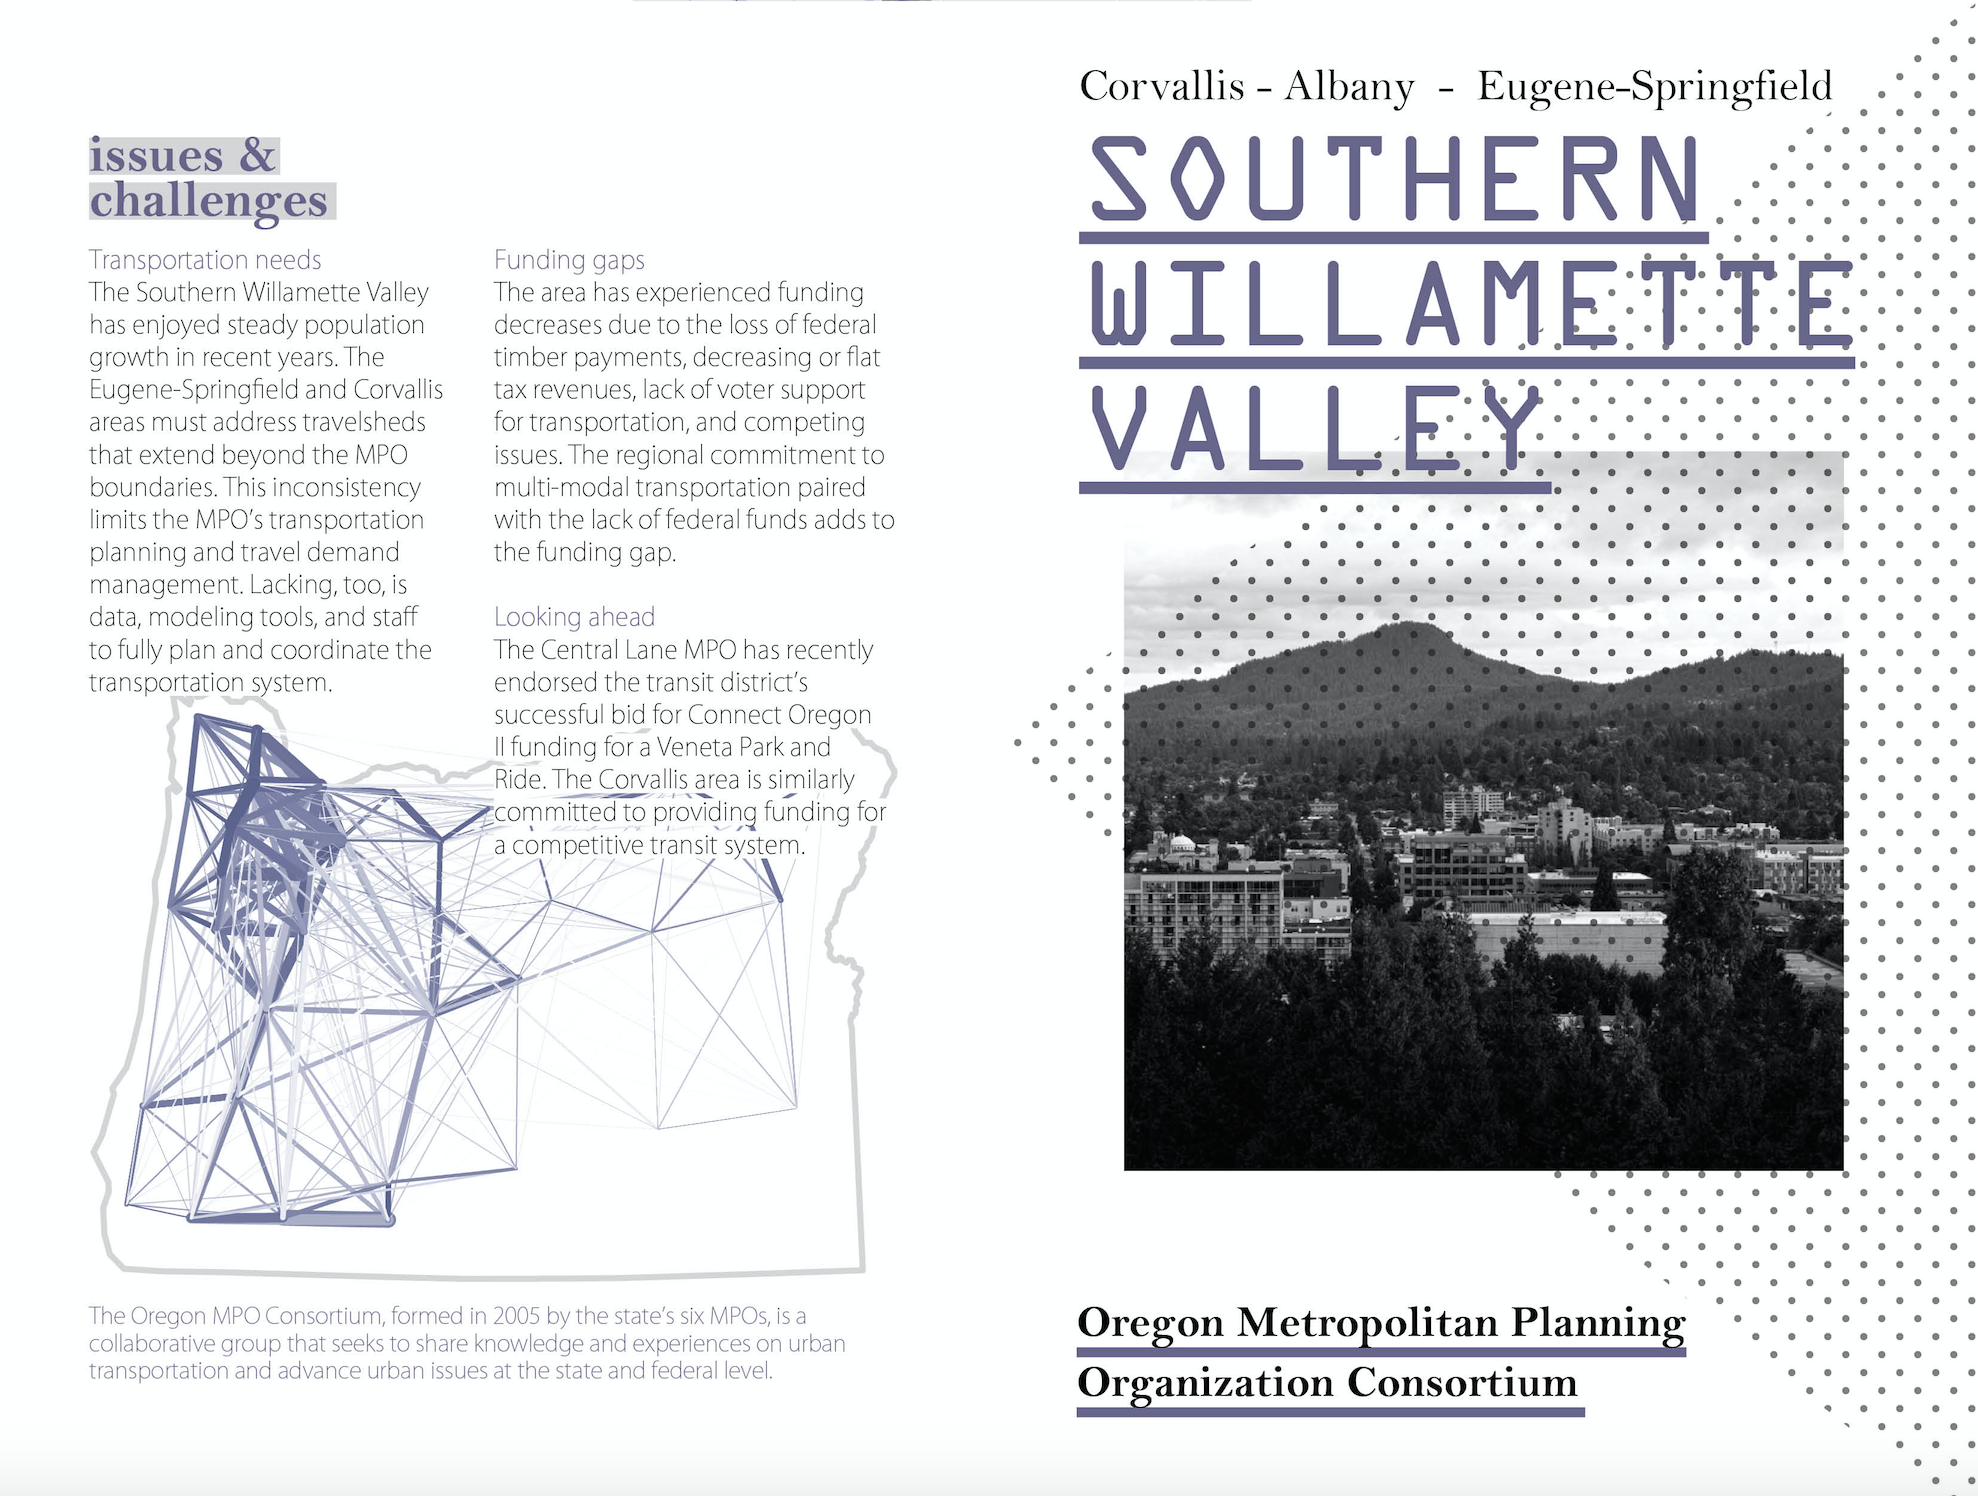 issues &
challenges
Transportation needs
The Southern Willamette Valley
has enjoyed steady population
growth in recent years. The
Eugene-Springfield and Corvallis
areas must address travelsheds
that extend beyond the MPO
boundaries. This inconsistency
limits the MPO’s transportation
planning and travel demand
management. Lacking, too, is
data, modeling tools, and staff
to fully plan and coordinate the
transportation system.
Funding gaps
The area has experienced funding
decreases due to the loss of federal
timber payments, decreasing or flat
tax revenues, lack of voter support
for transportation, and competing
issues. The regional commitment to
multi-modal transportation paired
with the lack of federal funds adds to
the funding gap.
Looking ahead
The Central Lane MPO has recently
endorsed the transit district’s
successful bid for Connect Oregon
II funding for a Veneta Park and
Ride. The Corvallis area is similarly
committed to providing funding for
a competitive transit system.
The Oregon MPO Consortium, formed in 2005 by the state’s six MPOs, is a
collaborative group that seeks to share knowledge and experiences on urban
transportation and advance urban issues at the state and federal level.
Corvallis - Albany - Eugene-Springfield
SOUTHERN
WILLAMETTE
VALLEY
Oregon Metropolitan Planning
Organization Consortium